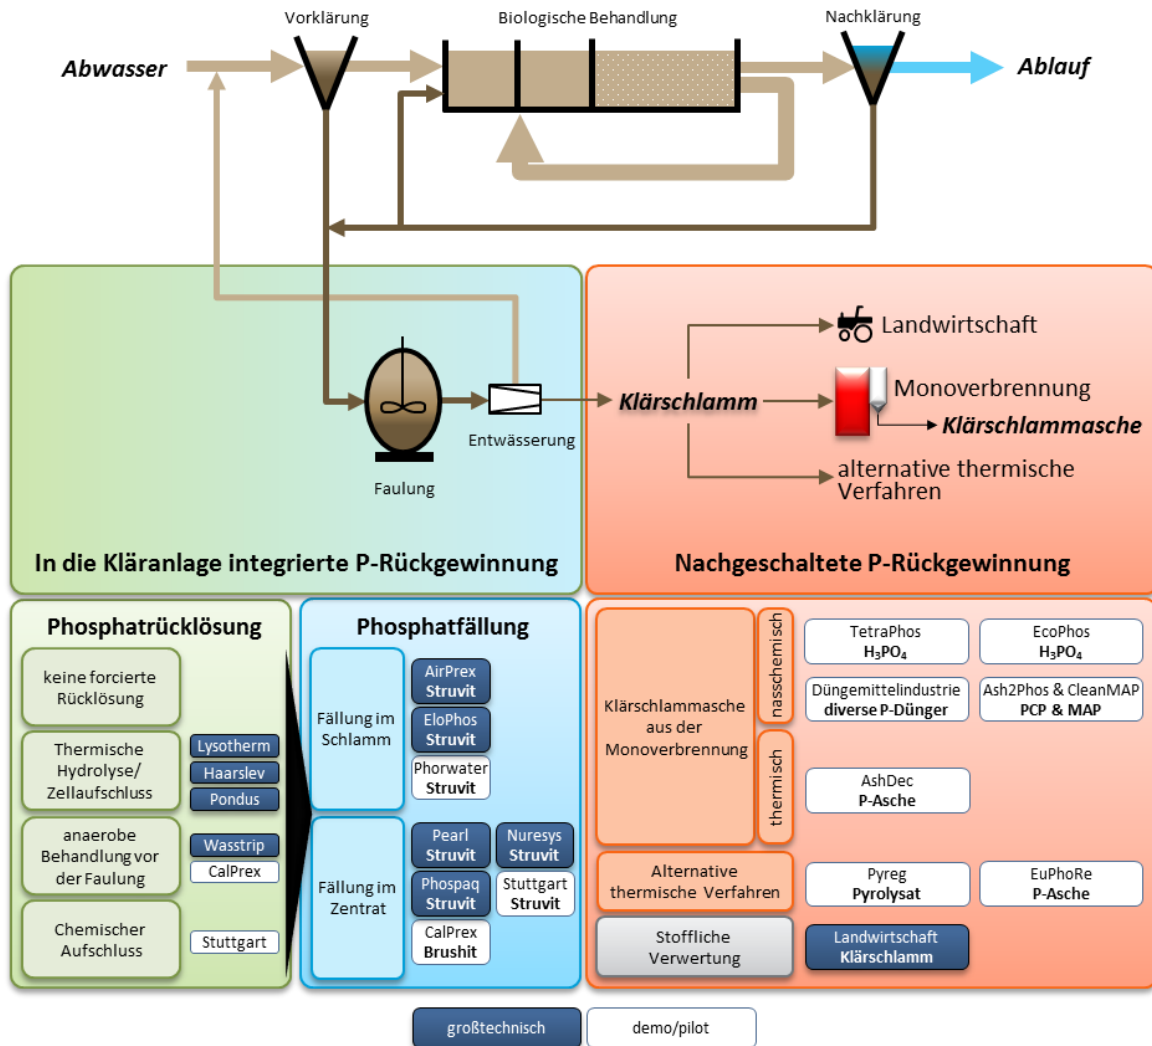 Vorklärung
Biologische Behandlung
Nachklärung
Abwasser
Ablauf
Landwirtschaft
Monoverbrennung
Klärschlamm
Klärschlammasche
Entwässerung
alternative thermische
Verfahren
Faulung
In die Kläranlage integrierte P-Rückgewinnung
Nachgeschaltete P-Rückgewinnung
Phosphatrücklösung
keine forcierte
Rücklösung
Thermische
Hydrolyse/
Zellaufschluss
Lysotherm
Haarslev
Pondus
anaerobe
Behandlung vor
der Faulung
Wasstrip
CalPrex
Chemischer
Aufschluss
Stuttgart
Phosphatfällung
Fällung im
Schlamm
AirPrex
Struvit
EloPhos
Struvit
Phorwater
Struvit
Fällung im
Zentrat
Pearl
Struvit
Nuresys
Struvit
Phospaq
Struvit
Stuttgart
Struvit
CalPrex
Brushit
Klärschlammasche
aus der
Monoverbrennung
nasschemisch
TetraPhos
H₃PO₄
EcoPhos
H₃PO₄
Düngemittelindustrie
diverse P-Dünger
Ash2Phos & CleanMAP
PCP & MAP
thermisch
AshDec
P-Asche
Alternative
thermische Verfahren
Pyreg
Pyrolysat
EuPhoRe
P-Asche
Stoffliche
Verwertung
Landwirtschaft
Klärschlamm
großtechnisch
demo/pilot